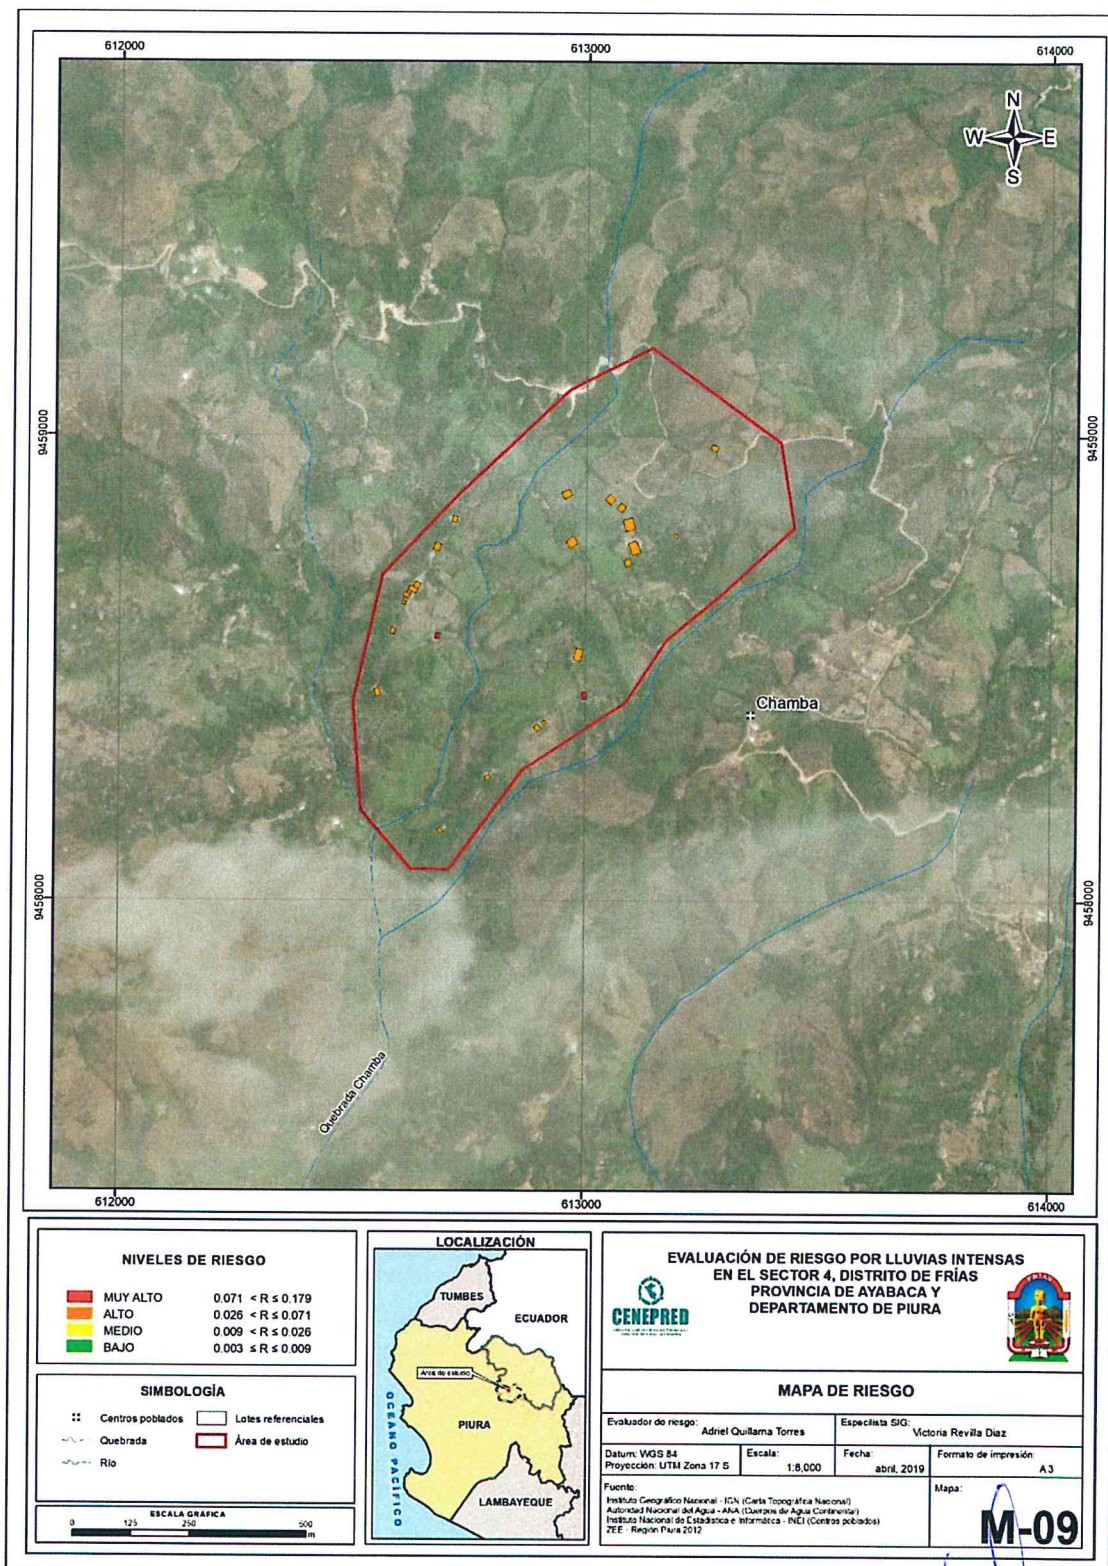 612000
613000
614000
N
W E
S
9459000
9459000
Chamba
9458000
9458000
Quebrada Chamba
612000
613000
614000
NIVELES DE RIESGO
MUY ALTO 0.071 < R ≤ 0.179
ALTO 0.026 < R ≤ 0.071
MEDIO 0.009 < R ≤ 0.026
BAJO 0.003 ≤ R ≤ 0.009
SIMBOLOGÍA
Centros poblados
Lotes referenciales
Quebrada
Área de estudio
Río
ESCALA GRÁFICA
0 125 250 500
m
LOCALIZACIÓN
TUMBES
ECUADOR
Área de estudio
PIURA
OCEANO PACÍFICO
LAMBAYEQUE
EVALUACIÓN DE RIESGO POR LLUVIAS INTENSAS
EN EL SECTOR 4, DISTRITO DE FRÍAS
PROVINCIA DE AYABACA Y
DEPARTAMENTO DE PIURA
CENEPRED
FRIAS
MAPA DE RIESGO
Evaluador de riesgo:
Adriel Quillama Torres
Especilista SIG:
Victoria Revilla Diaz
Datum: WGS 84
Proyección: UTM Zona 17 S
Escala:
1:8,000
Fecha:
abril, 2019
Formato de impresión:
A3
Fuente:
Instituto Geográfico Nacional - IGN (Carta Topográfica Nacional)
Autoridad Nacional del Agua - ANA (Cuerpos de Agua Continental)
Instituto Nacional de Estadistica e Informática - INEI (Centros poblados)
ZEE - Región Piura 2012
Mapa:
M-09